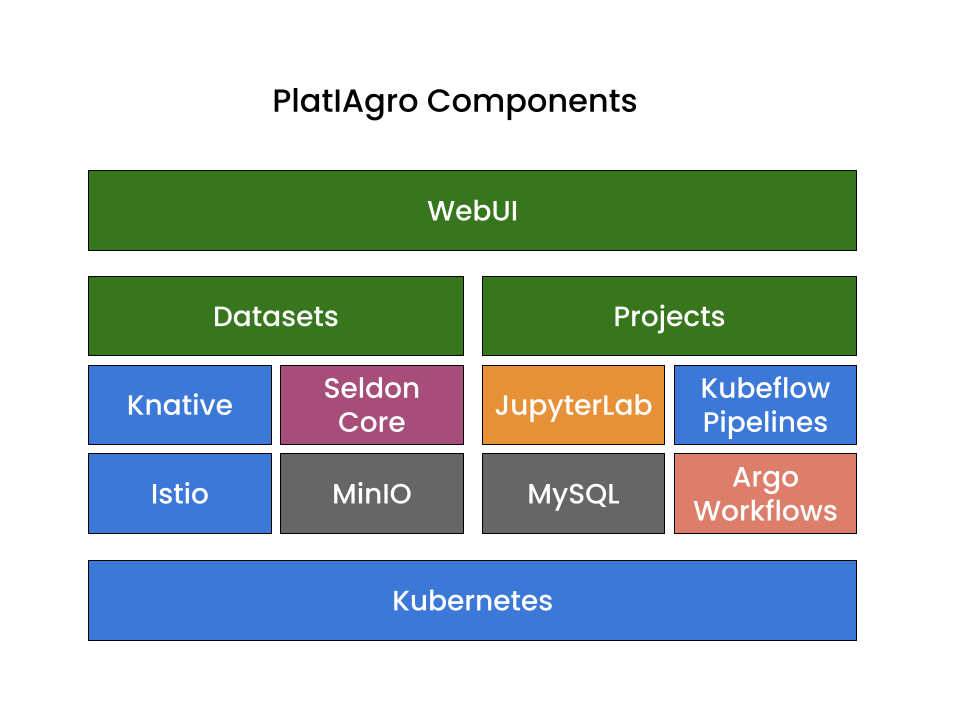 PlatIAgro Components
WebUI
Datasets
Projects
Knative
Seldon
Core
JupyterLab
Kubeflow
Pipelines
Istio
MinIO
MySQL
Argo
Workflows
Kubernetes